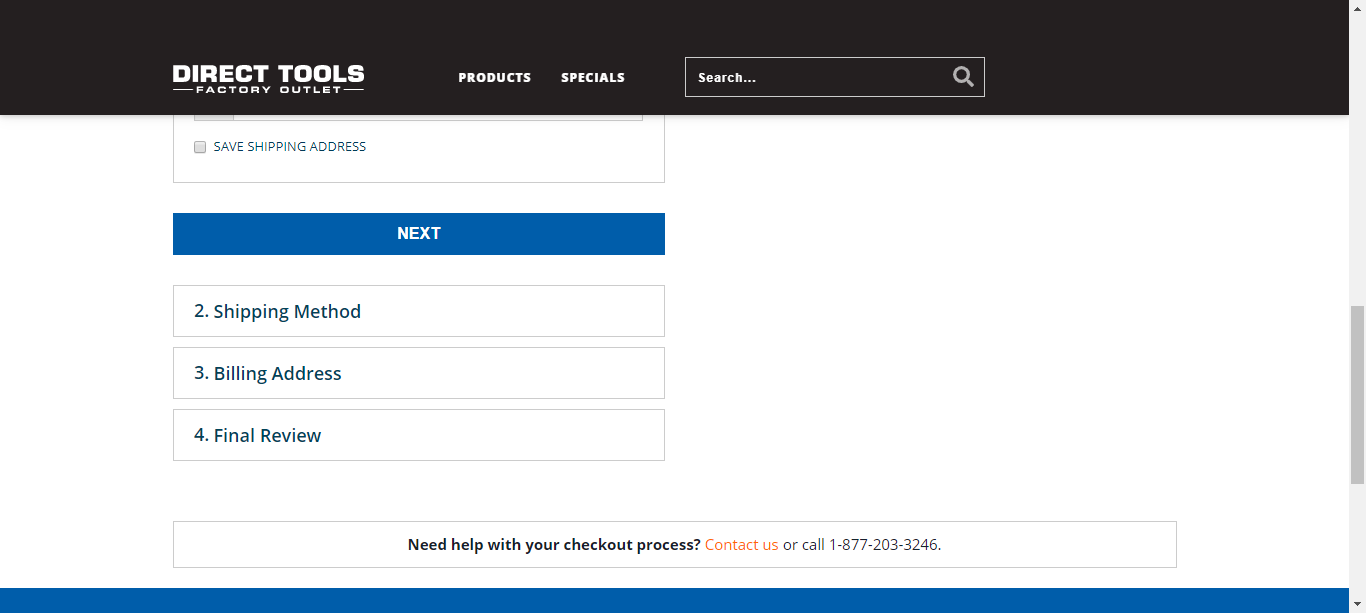 DIRECT TOOLS
FACTORY OUTLET
PRODUCTS SPECIALS Search...
SAVE SHIPPING ADDRESS
NEXT
2. Shipping Method
3. Billing Address
4. Final Review
Need help with your checkout process? Contact us or call 1-877-203-3246.